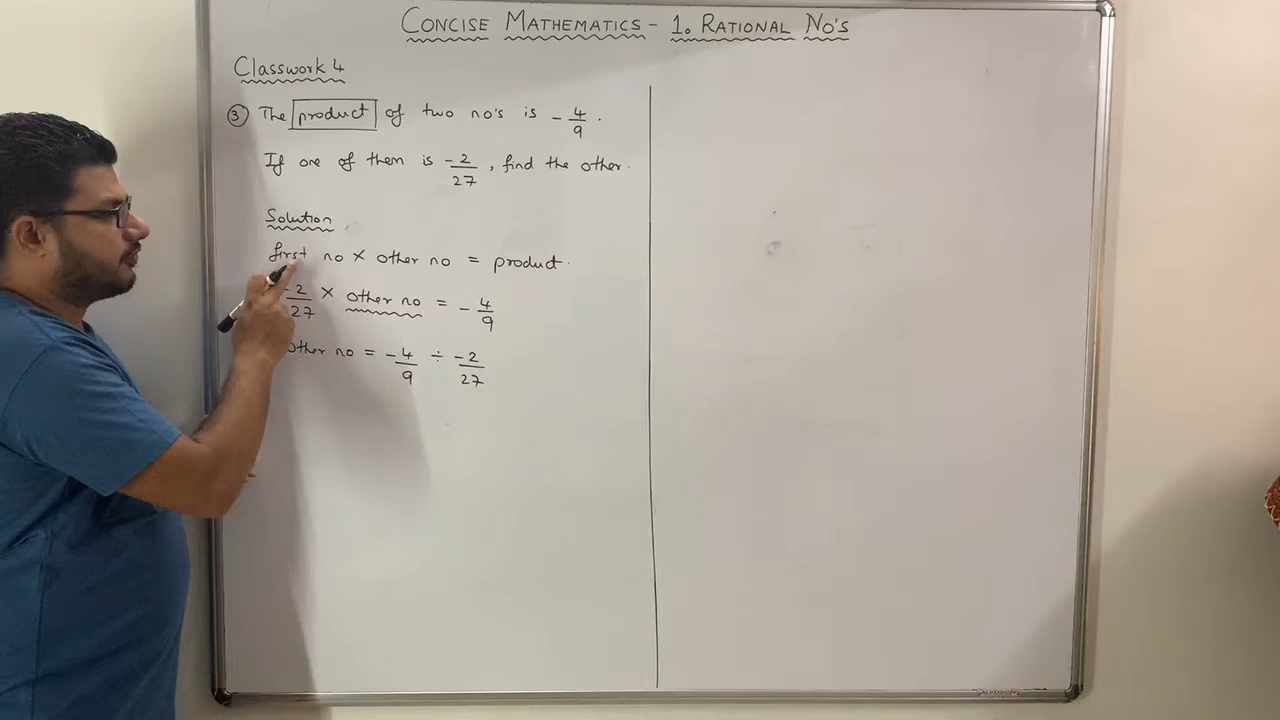 CONCISE MATHEMATICS - 1. RATIONAL NO'S
Classwork 4
③ The product of two no's is -4/9.
If one of them is -2/27, find the other.
Solution
first no × other no = product.
-2/27 × other no = -4/9
Other no = -4/9 ÷ -2/27